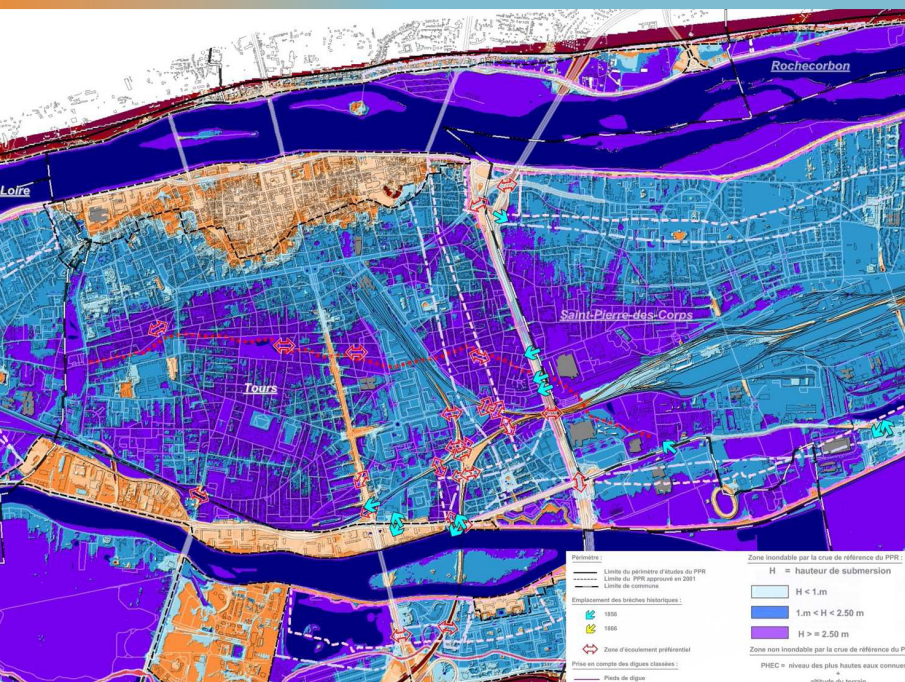 Rochecorbon
Loire
Saint-Pierre-des-Corps
Tours
Périmètre :
Limite du périmètre d'études du PPR
Limite du PPR approuvé en 2001
Limite de commune
Emplacement des brèches historiques :
1856
1866
Zone d'écoulement préférentiel
Prise en compte des digues classées :
Pieds de digue
Zone inondable par la crue de référence du PPR :
H = hauteur de submersion
H < 1.m
1.m < H < 2.50 m
H > = 2.50 m
Zone non inondable par la crue de référence du P
PHEC = niveau des plus hautes eaux connues
altitude du terrain